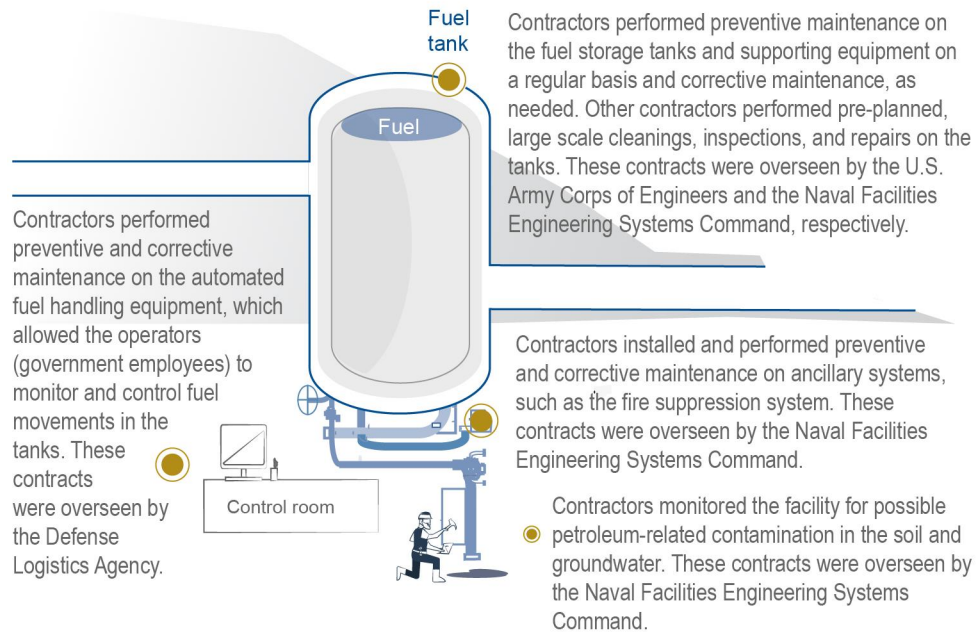 Fuel
tank
Contractors performed preventive maintenance on
the fuel storage tanks and supporting equipment on
a regular basis and corrective maintenance, as
needed. Other contractors performed pre-planned,
large scale cleanings, inspections, and repairs on the
tanks. These contracts were overseen by the U.S.
Army Corps of Engineers and the Naval Facilities
Engineering Systems Command, respectively.
Fuel
Contractors performed
preventive and corrective
maintenance on the automated
fuel handling equipment, which
allowed the operators
(government employees) to
monitor and control fuel
movements in the
tanks. These
contracts
were overseen by
the Defense
Logistics Agency.
Control room
Contractors installed and performed preventive
and corrective maintenance on ancillary systems,
such as the fire suppression system. These
contracts were overseen by the Naval Facilities
Engineering Systems Command.
Contractors monitored the facility for possible
petroleum-related contamination in the soil and
groundwater. These contracts were overseen by
the Naval Facilities Engineering Systems
Command.